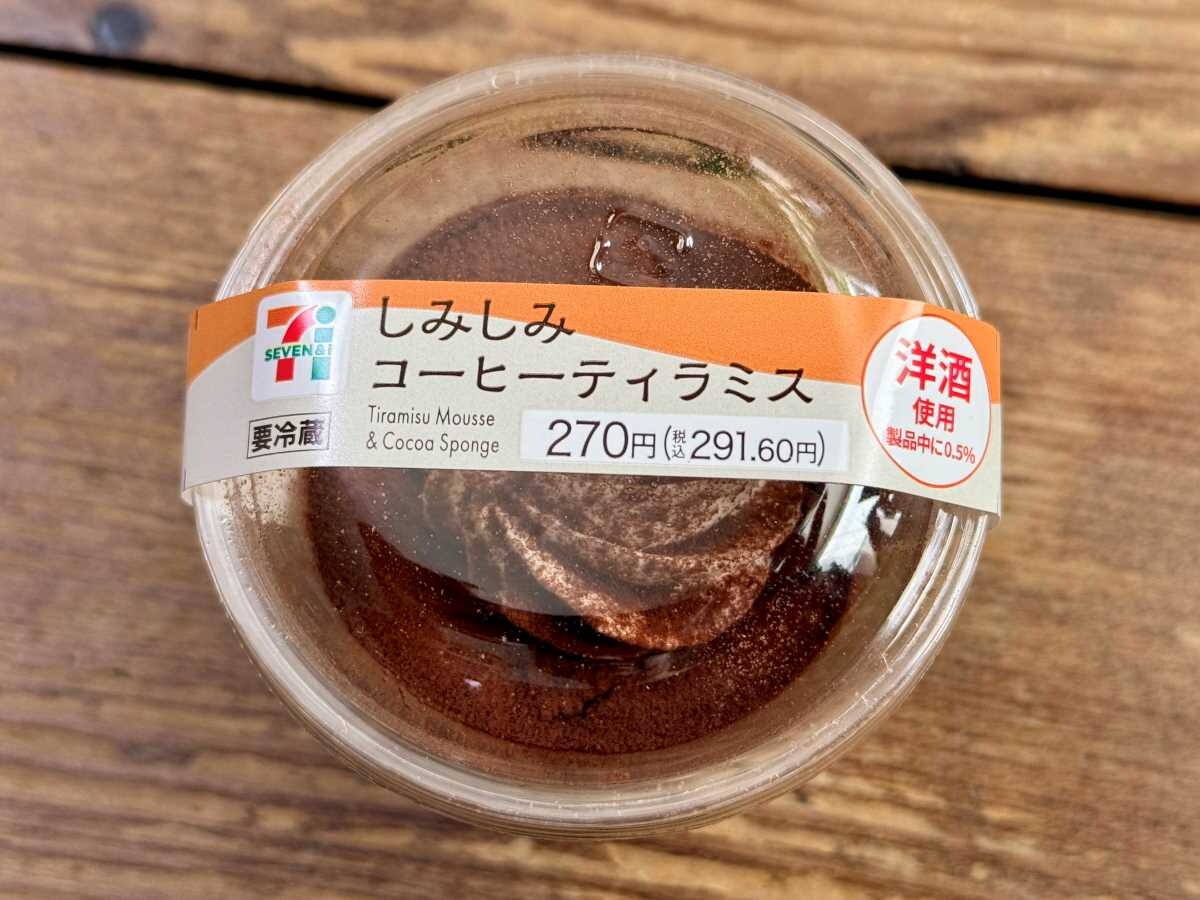 SEVEN&i
しみしみ
コーヒーティラミス
要冷蔵
Tiramisu Mousse
& Cocoa Sponge
270円(税込291.60円)
洋酒
使用
製品中に0.5%